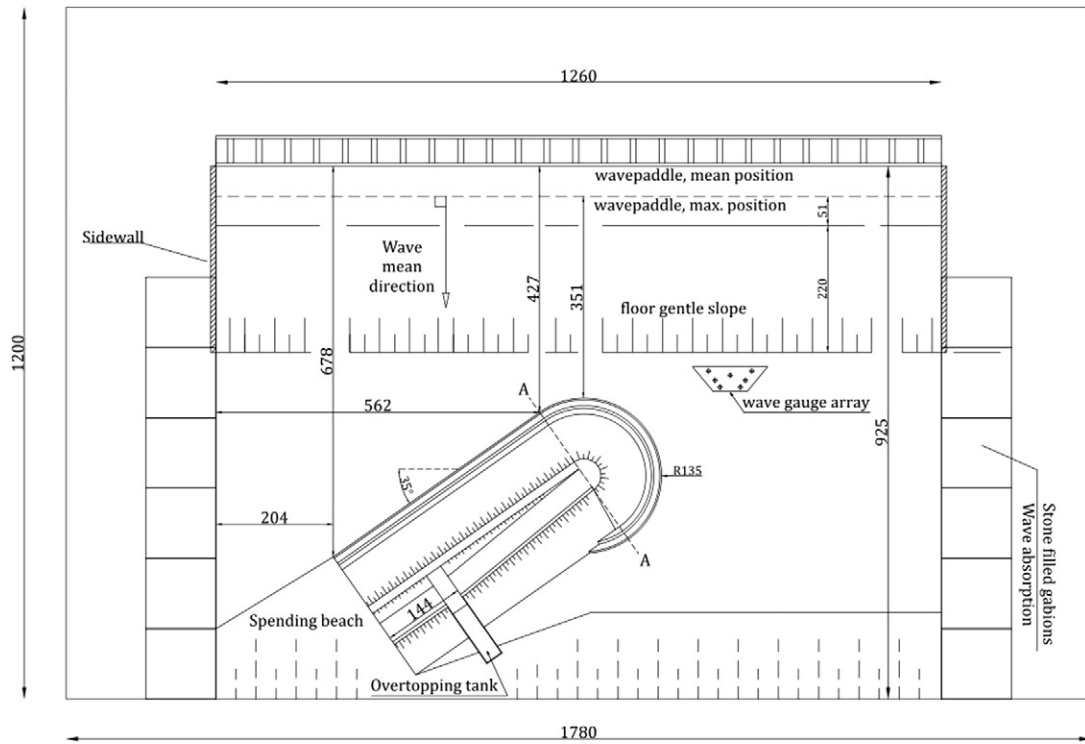 1260
wavepaddle, mean position
wavepaddle, max. position
51
Sidewall
Wave
mean
direction
427
351
220
floor gentle slope
1200
678
A
wave gauge array
562
925
R135
35°
204
A
Stone filled gabions
Wave absorption
144
Spending beach
Overtopping tank
1780